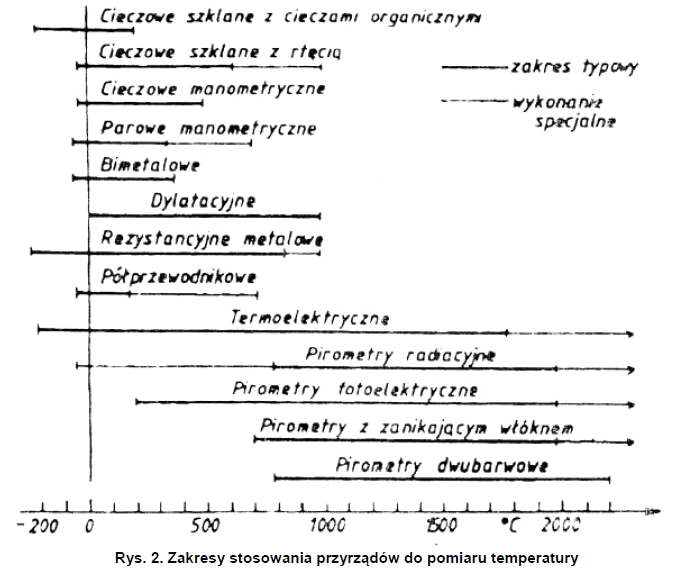 Cieczowe szklane z cieczami organicznymi
Cieczowe szklane z rtęcią
zakres typowy
Cieczowe manometryczne
wykonanie
specjalne
Parowe manometryczne
Bimetalowe
Dylatacyjne
Rezystancyjne metalowe
Półprzewodnikowe
Termoelektryczne
Pirometry radiacyjne
Pirometry fotoelektryczne
Pirometry z zanikającym włóknem
Pirometry dwubarwowe
-200 0 500 1000 1500 °C 2000
Rys. 2. Zakresy stosowania przyrządów do pomiaru temperatury